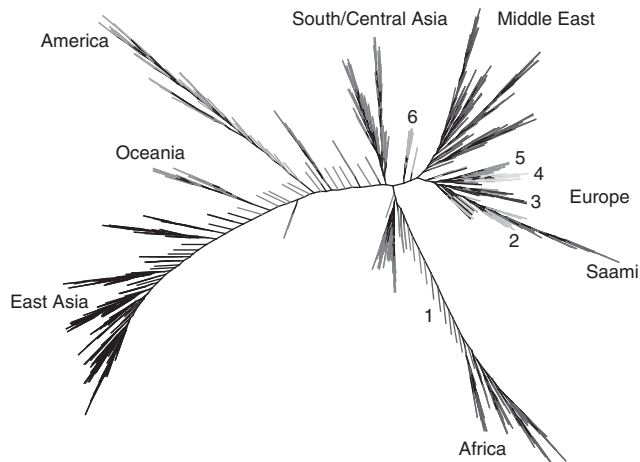 South/Central Asia
Middle East
America
6
Oceania
5
4
3
Europe
2
Saami
East Asia
1
Africa